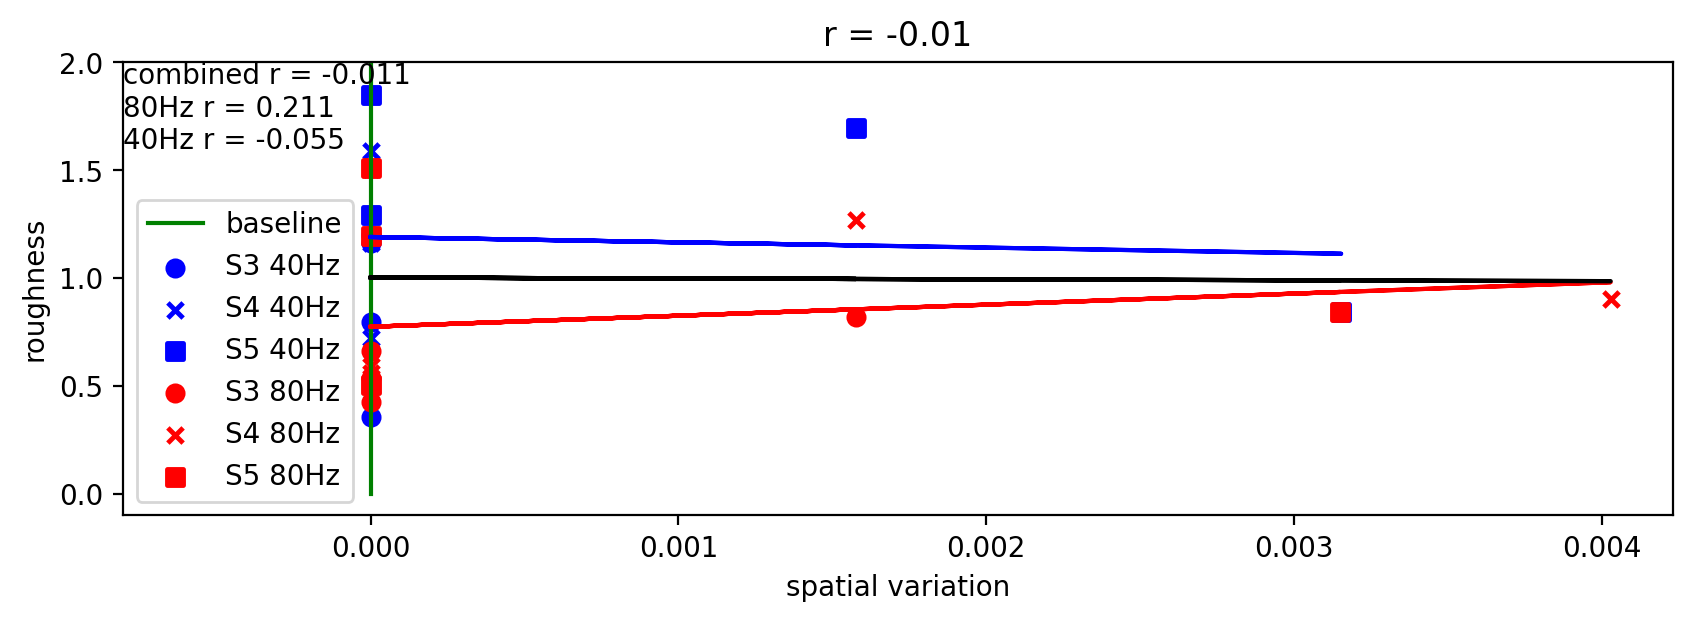 r = -0.01
combined r = -0.011
80Hz r = 0.211
40Hz r = -0.055
baseline
S3 40Hz
S4 40Hz
S5 40Hz
S3 80Hz
S4 80Hz
S5 80Hz
2.0
1.5
1.0
0.5
0.0
roughness
0.000 0.001 0.002 0.003 0.004
spatial variation